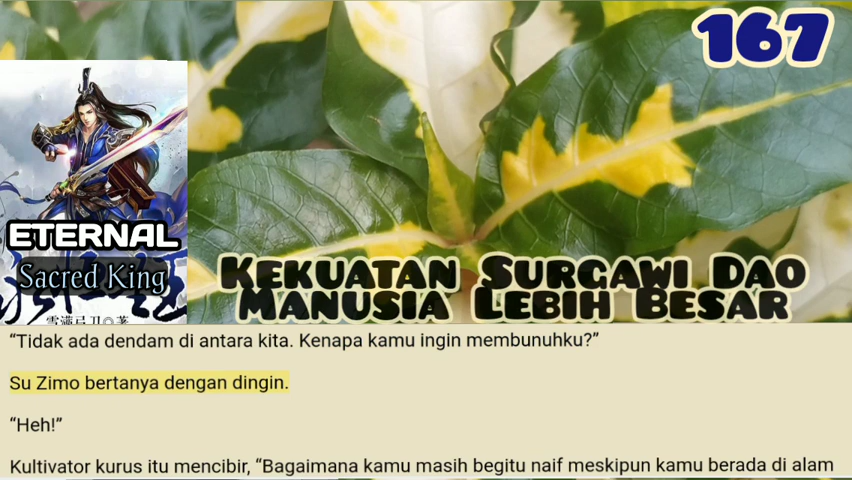 167
ETERNAL
Sacred King
KEKUATAN SURGAWI DAO
MANUSIA LEBIH BESAR
“Tidak ada dendam di antara kita. Kenapa kamu ingin membunuhku?”
Su Zimo bertanya dengan dingin.
“Heh!”
Kultivator kurus itu mencibir, “Bagaimana kamu masih begitu naif meskipun kamu berada di alam